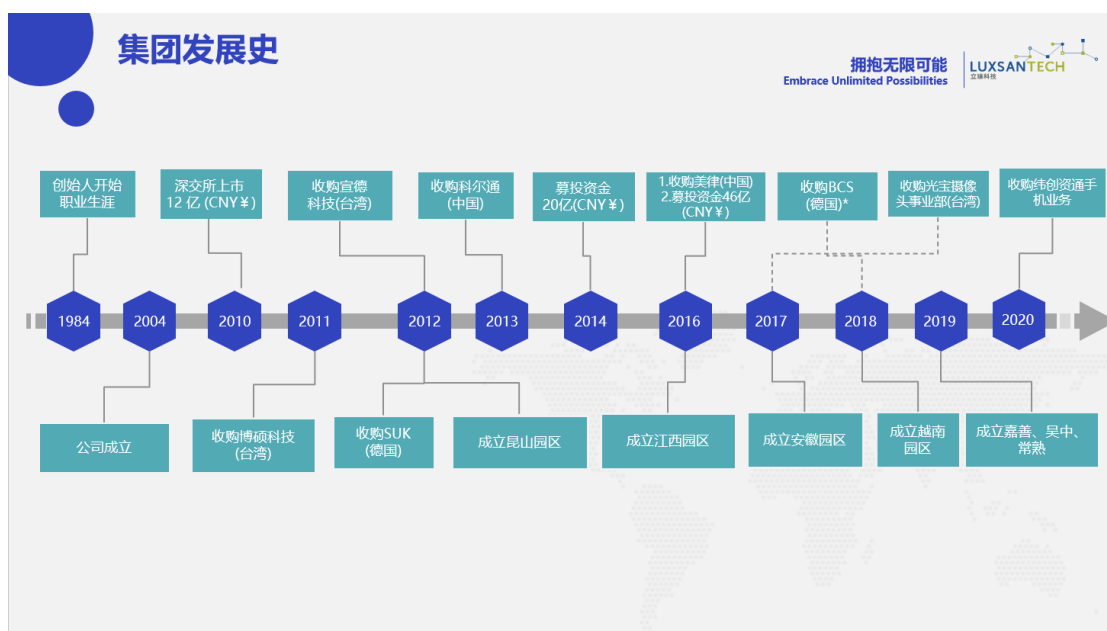 集团发展史
拥抱无限可能
Embrace Unlimited Possibilities
LUXSANTECH
立臻科技
创始人开始
职业生涯
深交所上市
12 亿 (CNY¥)
收购宣德
科技(台湾)
收购科尔通
(中国)
募投资金
20亿(CNY¥)
1.收购美律(中国)
2.募投资金46亿
(CNY¥)
收购BCS
(德国)*
收购光宝摄像
头事业部(台湾)
收购纬创资通手
机业务
1984
2004
2010
2011
2012
2013
2014
2016
2017
2018
2019
2020
公司成立
收购博硕科技
(台湾)
收购SUK
(德国)
成立昆山园区
成立江西园区
成立安徽园区
成立越南
园区
成立嘉善、吴中、
常熟